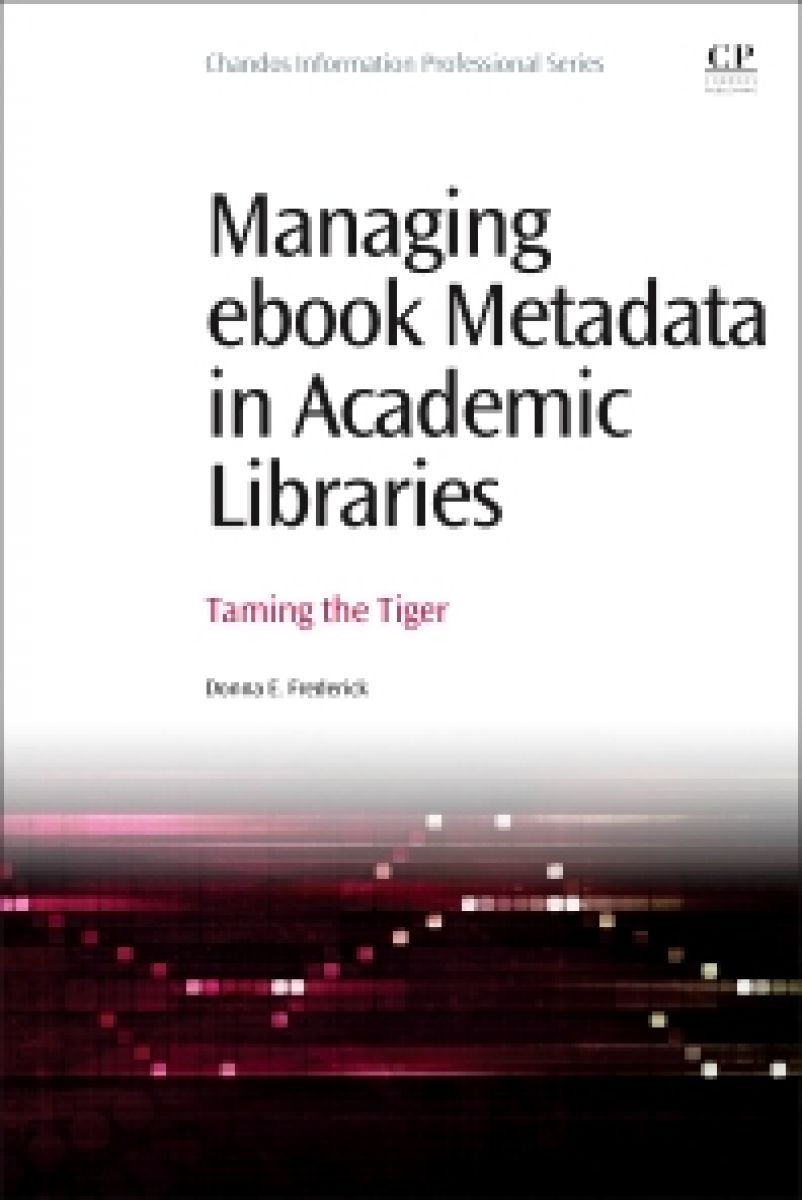 Chandos Information Professional Series
CP
Managing
ebook Metadata
in Academic
Libraries
Taming the Tiger
Donna E. Frederick